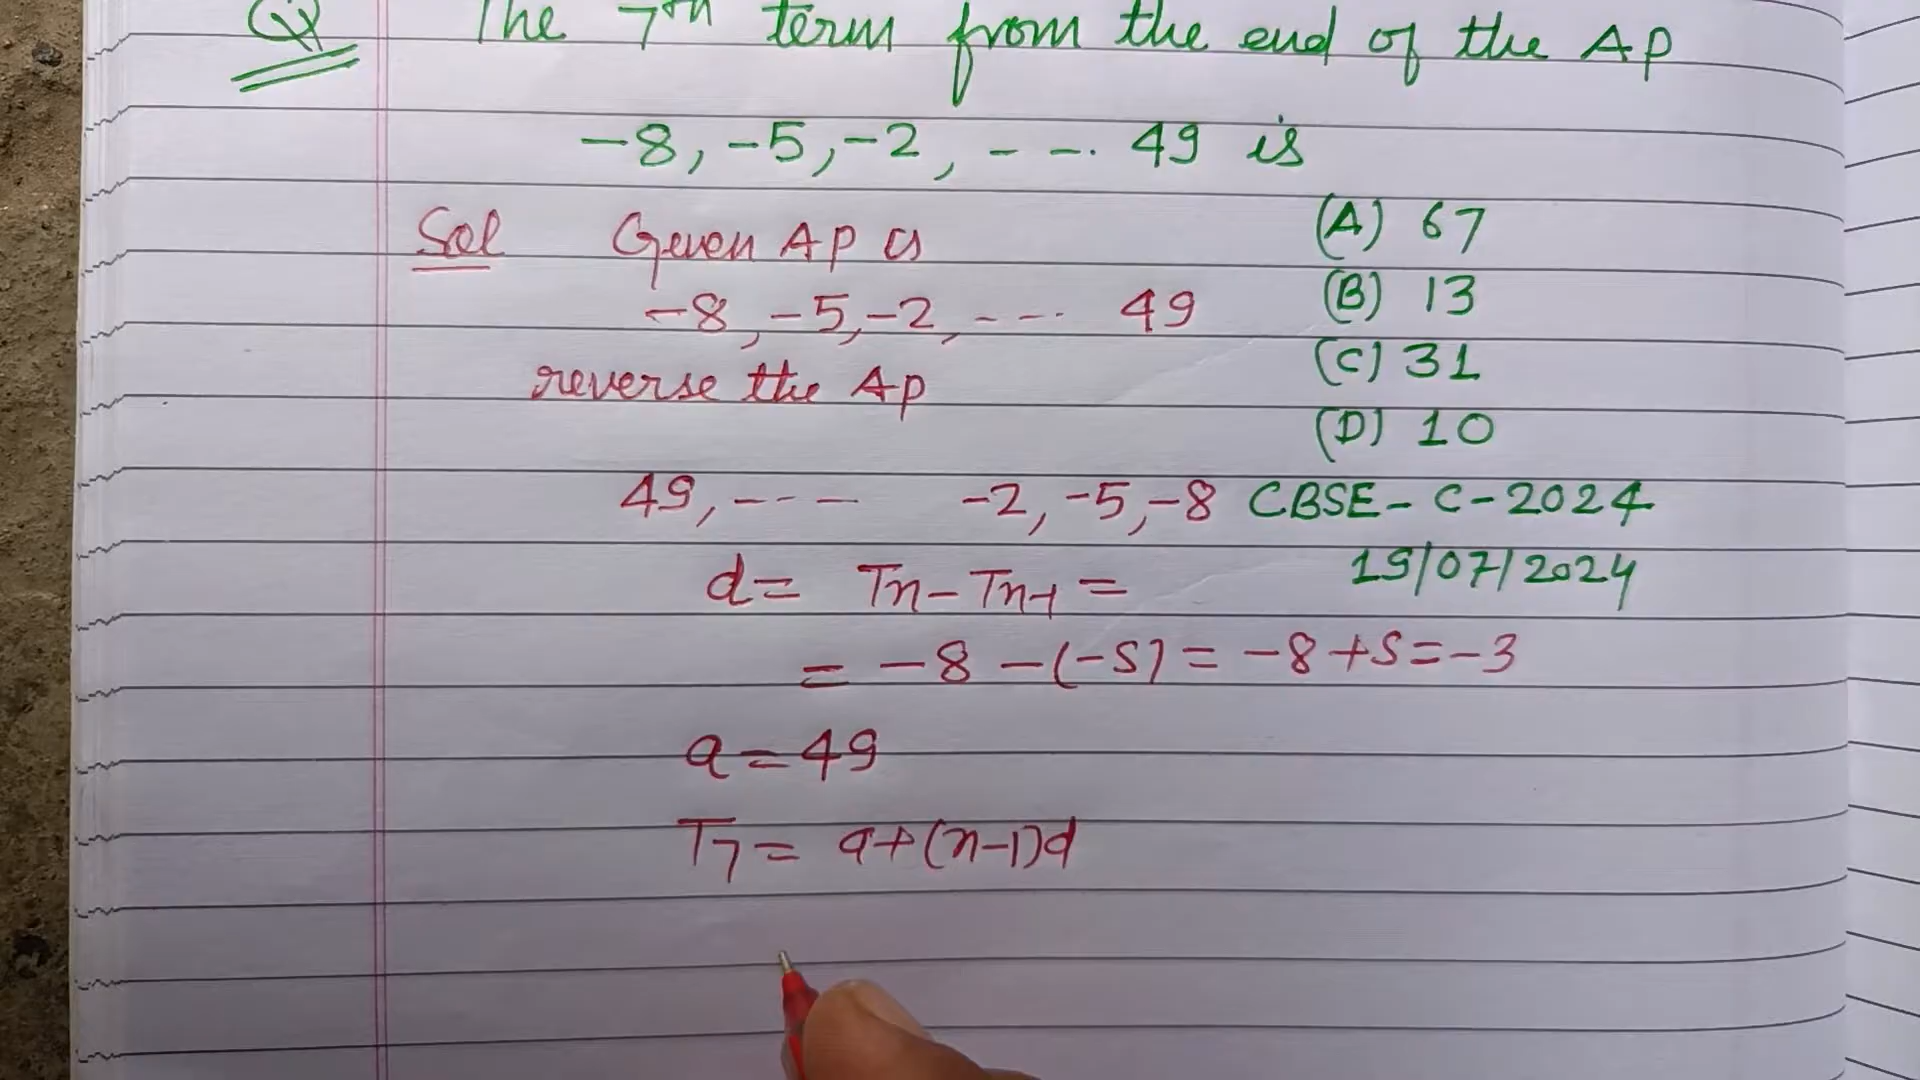 Q The 7th term from the end of the AP
-8, -5, -2, - -. 49 is
Sol Given AP is
(A) 67
-8, -5, -2, - - - 49
(B) 13
reverse the AP
(C) 31
(D) 10
49, - - - -2, -5, -8 CBSE - C - 2024
d = Tn - Tn-1 =
19/07/2024
= -8 - (-5) = -8 + 5 = -3
a = 49
T7 = a + (n-1)d